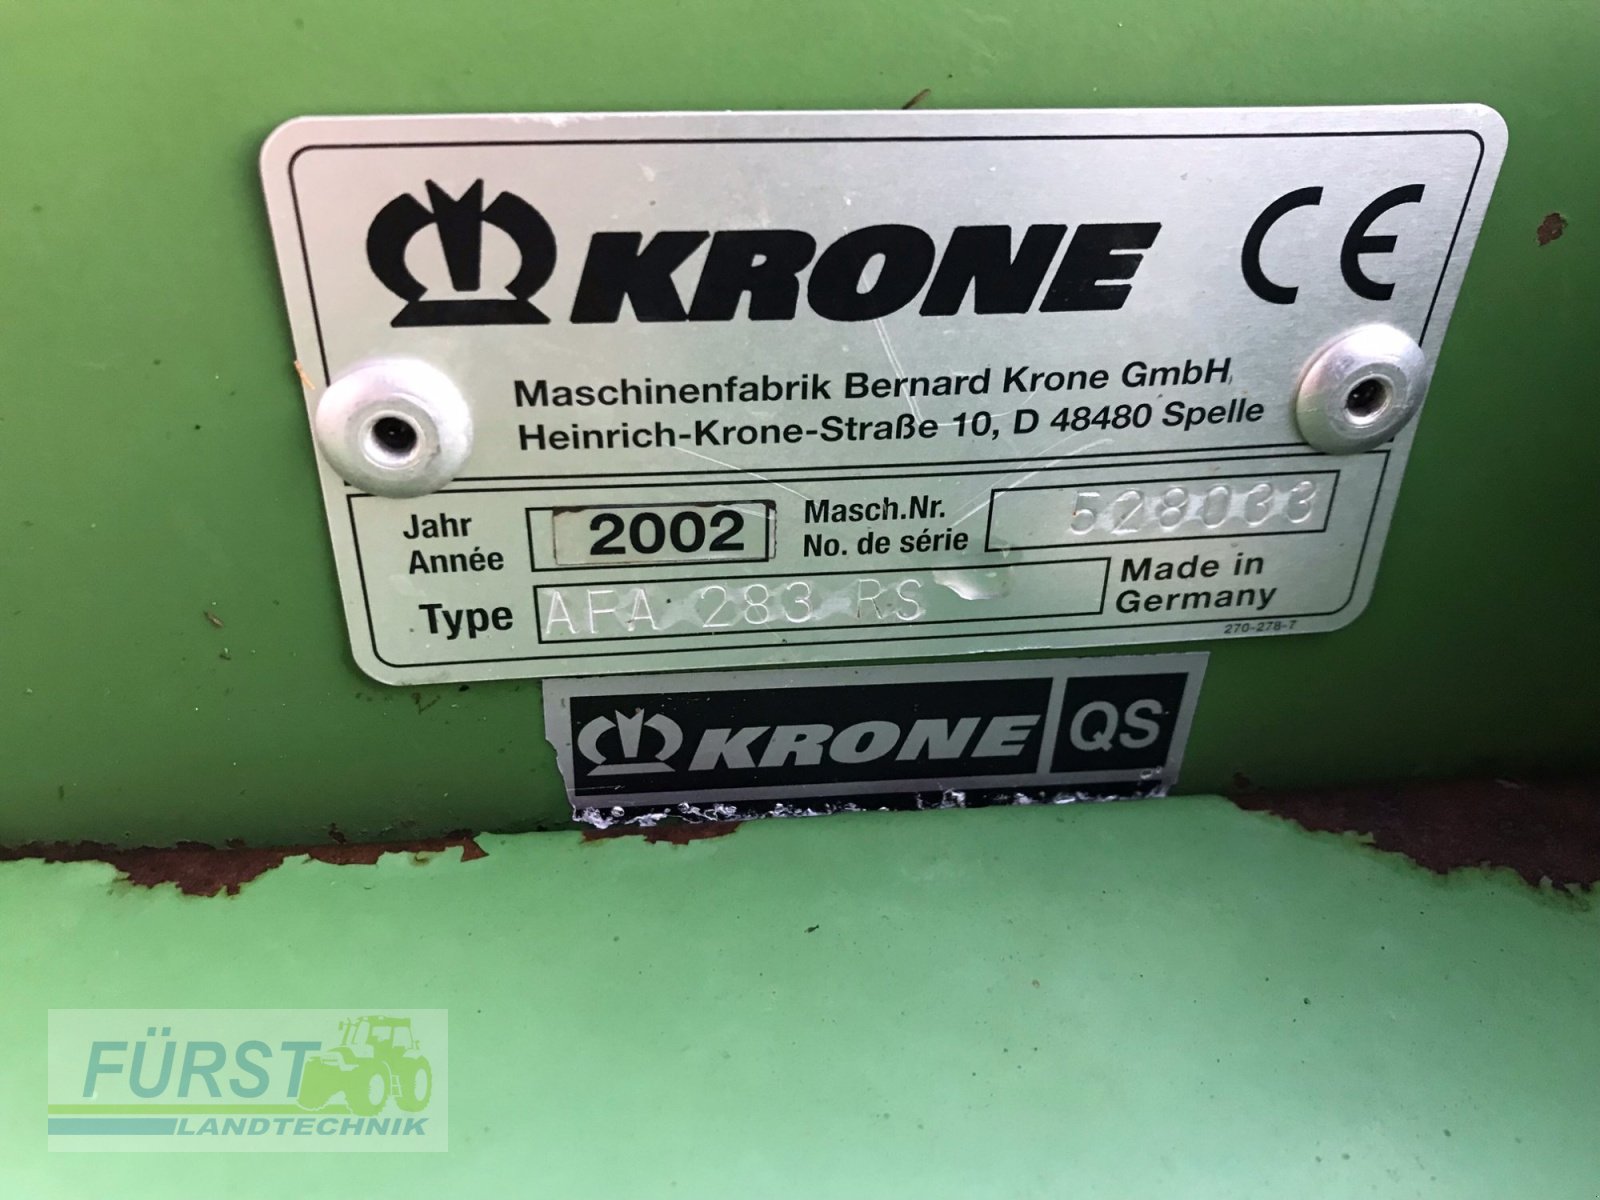 KRONE CE
Maschinenfabrik Bernard Krone GmbH,
Heinrich-Krone-Straße 10, D 48480 Spelle
Jahr
Année
2002
Masch.Nr.
No. de série
528033
Type
AFA 283 RS
Made in
Germany
270-278-7
KRONE QS
FÜRST
LANDTECHNIK